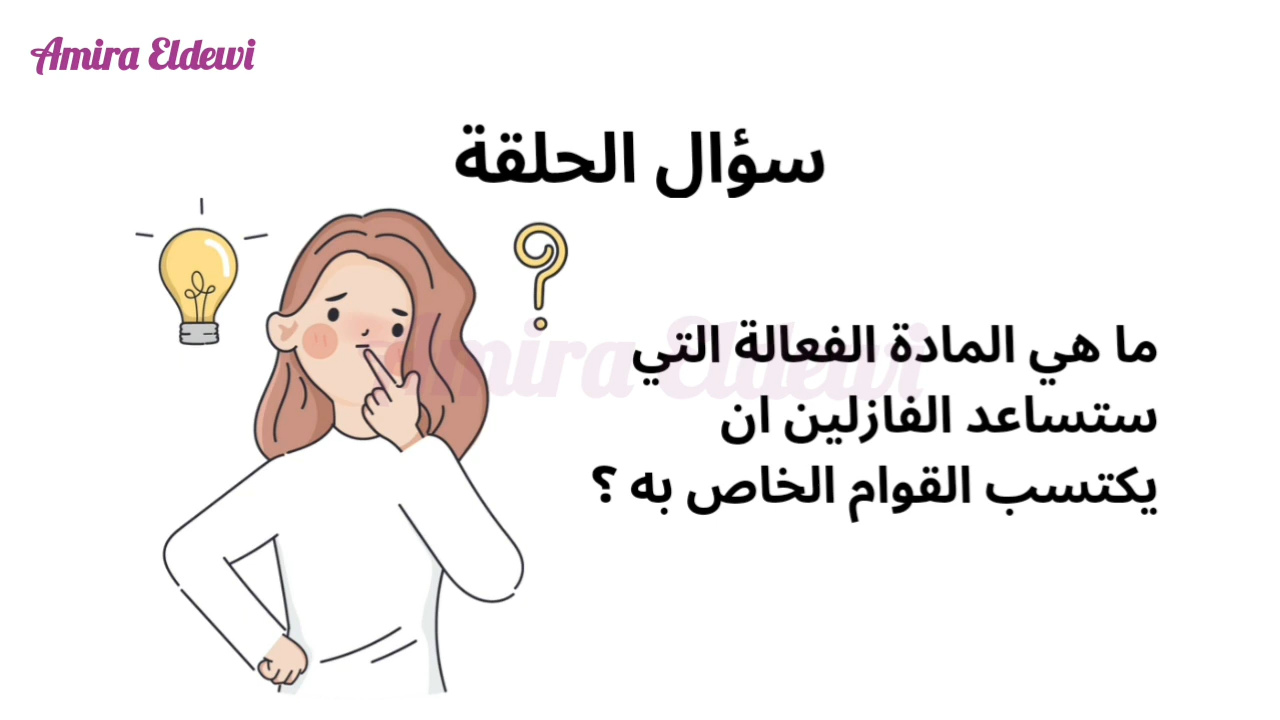 Amira Eldewi
سؤال الحلقة
ما هي المادة الفعالة التي
ستساعد الفازلين ان
يكتسب القوام الخاص به ؟
Amira Eldewi